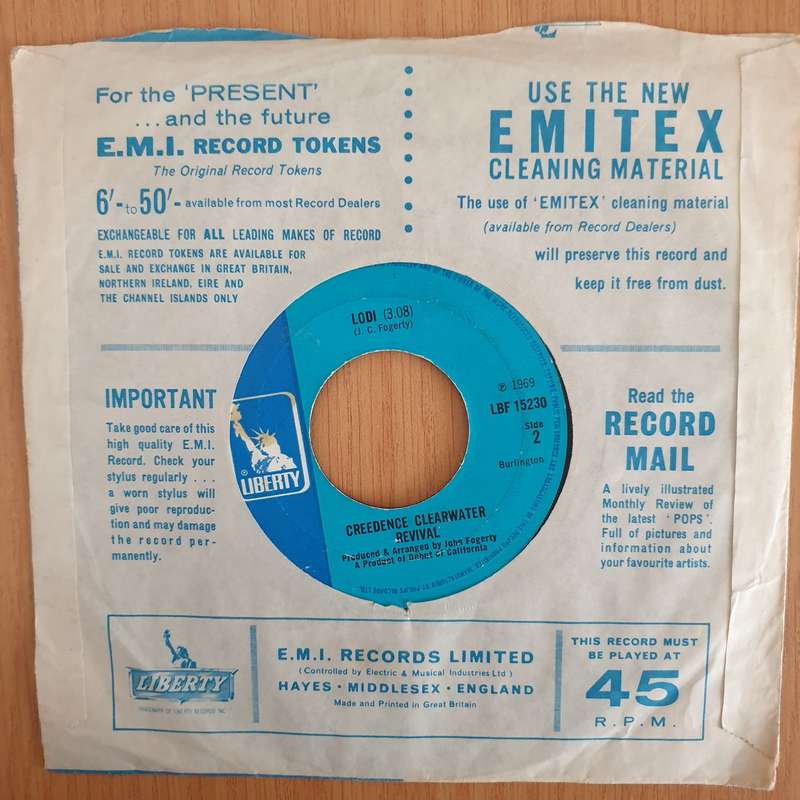 For the 'PRESENT'
...and the future
E.M.I. RECORD TOKENS
The Original Record Tokens
6/- to 50/- available from most Record Dealers
EXCHANGEABLE FOR ALL LEADING MAKES OF RECORD
E.M.I. RECORD TOKENS ARE AVAILABLE FOR
SALE AND EXCHANGE IN GREAT BRITAIN,
NORTHERN IRELAND, EIRE AND
THE CHANNEL ISLANDS ONLY
USE THE NEW
EMITEX
CLEANING MATERIAL
The use of 'EMITEX' cleaning material
(available from Record Dealers)
will preserve this record and
keep it free from dust.
IMPORTANT
Take good care of this
high quality E.M.I.
Record. Check your
stylus regularly ...
a worn stylus will
give poor reproduc-
tion and may damage
the record per-
manently.
LODI (3.08)
(J. C. Fogerty)
℗ 1969
LBF 15230
Side
2
Burlington
® LIBERTY
CREEDENCE CLEARWATER
REVIVAL
Produced & Arranged by John Fogerty
A Product of Debut of California
Read the
RECORD
MAIL
A lively illustrated
Monthly Review of
the latest 'POPS'.
Full of pictures and
information about
your favourite artists.
LIBERTY
TRADEMARK OF LIBERTY RECORDS INC
E.M.I. RECORDS LIMITED
(Controlled by Electric & Musical Industries Ltd)
HAYES · MIDDLESEX · ENGLAND
Made and Printed in Great Britain
THIS RECORD MUST
BE PLAYED AT
45
R.P.M.